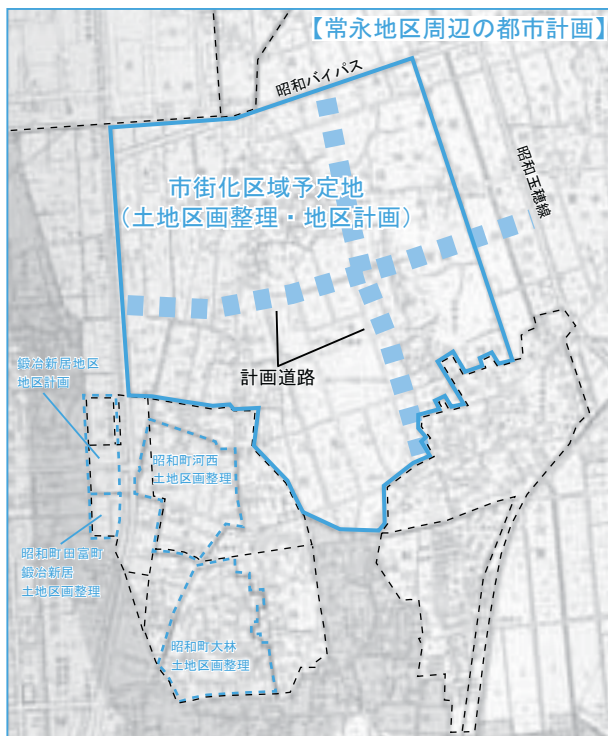 【常永地区周辺の都市計画】
昭和バイパス
昭和玉穂線
市街化区域予定地
（土地区画整理・地区計画）
計画道路
鍛冶新居地区
地区計画
昭和町河西
土地区画整理
昭和町田富町
鍛冶新居
土地区画整理
昭和町大林
土地区画整理